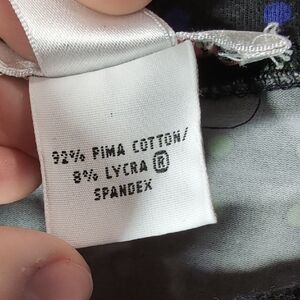 92% PIMA COTTON/
8% LYCRA ®
SPANDEX